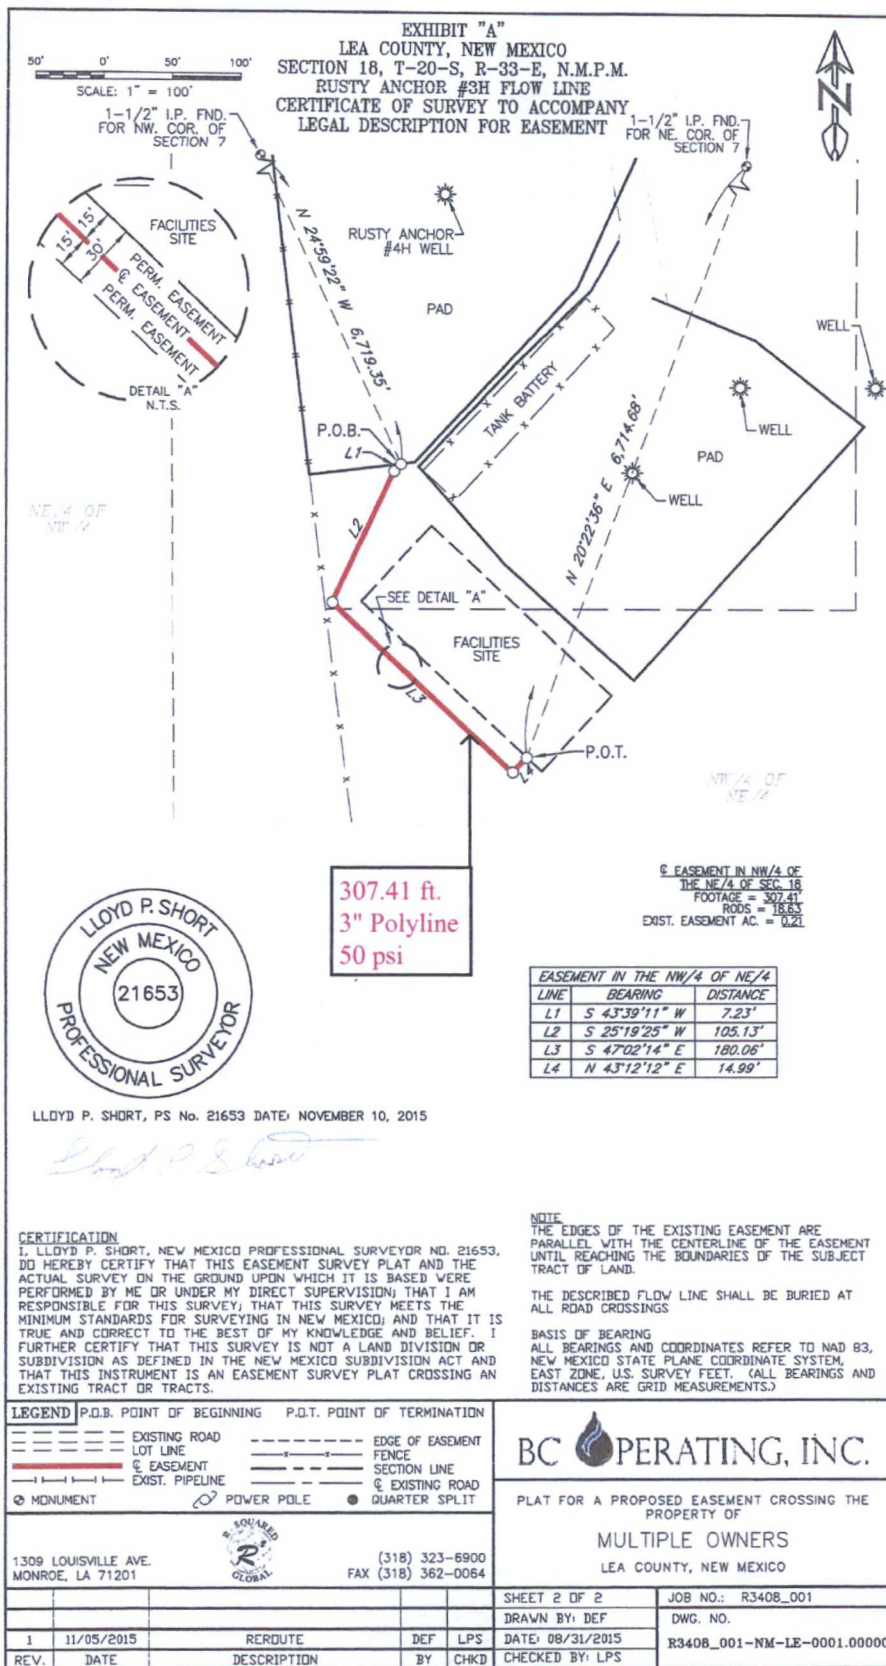 EXHIBIT "A"
LEA COUNTY, NEW MEXICO
SECTION 18, T-20-S, R-33-E, N.M.P.M.
RUSTY ANCHOR #3H FLOW LINE
CERTIFICATE OF SURVEY TO ACCOMPANY
LEGAL DESCRIPTION FOR EASEMENT
50' 0' 50' 100'
SCALE: 1" = 100'
N
1-1/2" I.P. FND.
FOR NW. COR. OF
SECTION 7
1-1/2" I.P. FND.
FOR NE. COR. OF
SECTION 7
FACILITIES
SITE
15'
15'
30'
PERM. EASEMENT
℄ EASEMENT
PERM. EASEMENT
DETAIL "A"
N.T.S.
RUSTY ANCHOR
#4H WELL
PAD
N 24°59'22" W 6,719.35'
TANK BATTERY
WELL
WELL
PAD
WELL
N 20°22'36" E 6,714.68'
P.O.B.
L1
L2
NE/4 OF
NW/4
SEE DETAIL "A"
FACILITIES
SITE
L3
P.O.T.
L4
NW/4 OF
NE/4
307.41 ft.
3" Polyline
50 psi
℄ EASEMENT IN NW/4 OF
THE NE/4 OF SEC. 18
FOOTAGE = 307.41'
RODS = 18.63
EXIST. EASEMENT AC. = 0.21
EASEMENT IN THE NW/4 OF NE/4
LINE BEARING DISTANCE
L1 S 43°39'11" W 7.23'
L2 S 25°19'25" W 105.13'
L3 S 47°02'14" E 180.06'
L4 N 43°12'12" E 14.99'
LLOYD P. SHORT
NEW MEXICO
21653
PROFESSIONAL SURVEYOR
LLOYD P. SHORT, PS No. 21653 DATE: NOVEMBER 10, 2015
Lloyd P Short
CERTIFICATION
I, LLOYD P. SHORT, NEW MEXICO PROFESSIONAL SURVEYOR NO. 21653,
DO HEREBY CERTIFY THAT THIS EASEMENT SURVEY PLAT AND THE
ACTUAL SURVEY ON THE GROUND UPON WHICH IT IS BASED WERE
PERFORMED BY ME OR UNDER MY DIRECT SUPERVISION; THAT I AM
RESPONSIBLE FOR THIS SURVEY; THAT THIS SURVEY MEETS THE
MINIMUM STANDARDS FOR SURVEYING IN NEW MEXICO; AND THAT IT IS
TRUE AND CORRECT TO THE BEST OF MY KNOWLEDGE AND BELIEF. I
FURTHER CERTIFY THAT THIS SURVEY IS NOT A LAND DIVISION OR
SUBDIVISION AS DEFINED IN THE NEW MEXICO SUBDIVISION ACT AND
THAT THIS INSTRUMENT IS AN EASEMENT SURVEY PLAT CROSSING AN
EXISTING TRACT OR TRACTS.
NOTE
THE EDGES OF THE EXISTING EASEMENT ARE
PARALLEL WITH THE CENTERLINE OF THE EASEMENT
UNTIL REACHING THE BOUNDARIES OF THE SUBJECT
TRACT OF LAND.
THE DESCRIBED FLOW LINE SHALL BE BURIED AT
ALL ROAD CROSSINGS
BASIS OF BEARING
ALL BEARINGS AND COORDINATES REFER TO NAD 83,
NEW MEXICO STATE PLANE COORDINATE SYSTEM,
EAST ZONE, U.S. SURVEY FEET. (ALL BEARINGS AND
DISTANCES ARE GRID MEASUREMENTS.)
LEGEND P.O.B. POINT OF BEGINNING P.O.T. POINT OF TERMINATION
EXISTING ROAD
LOT LINE
℄ EASEMENT
EXIST. PIPELINE
EDGE OF EASEMENT
FENCE
SECTION LINE
℄ EXISTING ROAD
MONUMENT POWER POLE QUARTER SPLIT
1309 LOUISVILLE AVE.
MONROE, LA 71201
R-SQUARED
R²
GLOBAL
(318) 323-6900
FAX (318) 362-0064
BC OPERATING, INC.
PLAT FOR A PROPOSED EASEMENT CROSSING THE
PROPERTY OF
MULTIPLE OWNERS
LEA COUNTY, NEW MEXICO
1 11/05/2015 REROUTE DEF LPS
REV. DATE DESCRIPTION BY CHKD
SHEET 2 OF 2
DRAWN BY: DEF
DATE: 08/31/2015
CHECKED BY: LPS
JOB NO.: R3408_001
DWG. NO.
R3408_001-NM-LE-0001.00000